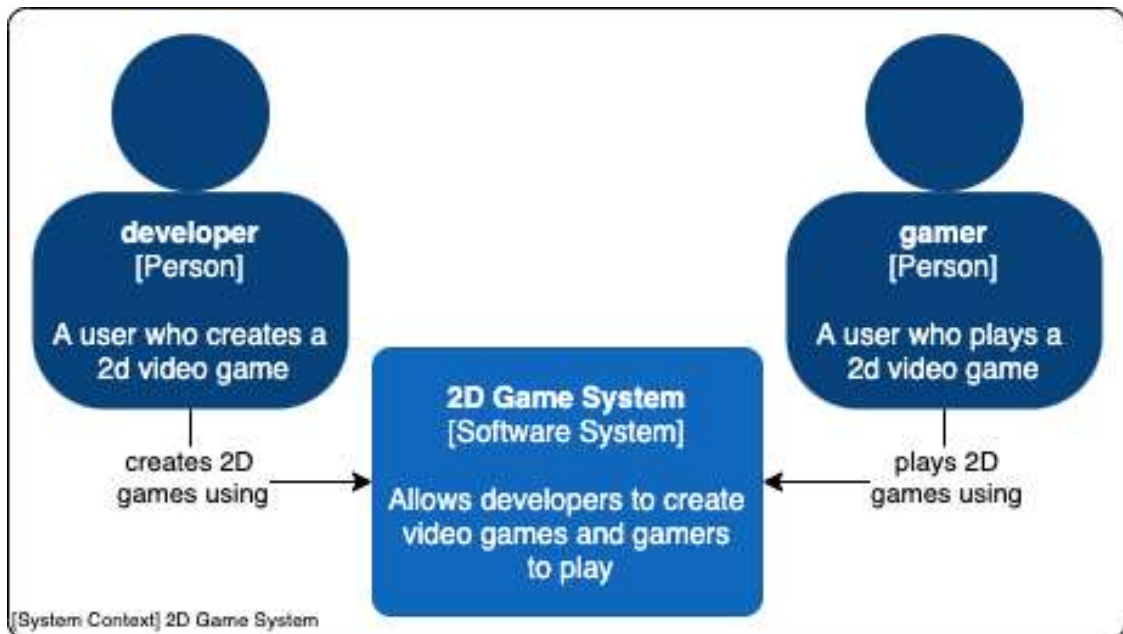 developer
[Person]
A user who creates a
2d video game
gamer
[Person]
A user who plays a
2d video game
2D Game System
[Software System]
Allows developers to create
video games and gamers
to play
creates 2D
games using
plays 2D
games using
[System Context] 2D Game System